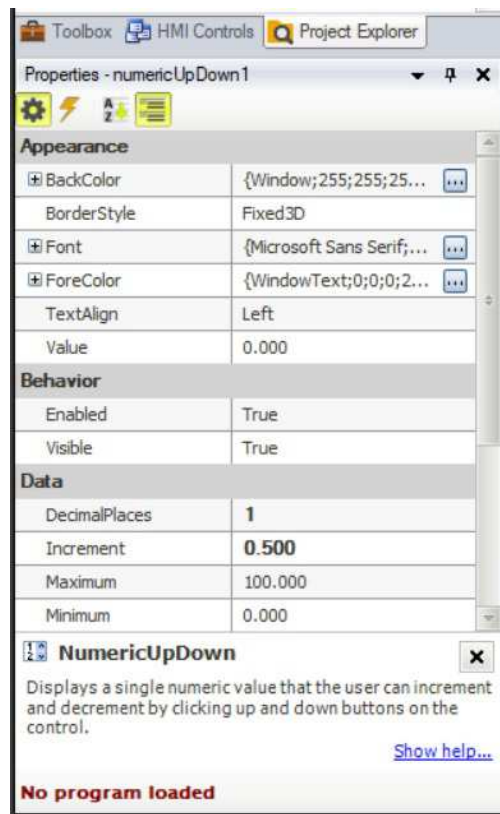 Toolbox HMI Controls Project Explorer
Properties - numericUpDown1
Appearance
BackColor {Window;255;255;25...
BorderStyle Fixed3D
Font {Microsoft Sans Serif;...
ForeColor {WindowText;0;0;0;2...
TextAlign Left
Value 0.000
Behavior
Enabled True
Visible True
Data
DecimalPlaces 1
Increment 0.500
Maximum 100.000
Minimum 0.000
NumericUpDown
Displays a single numeric value that the user can increment
and decrement by clicking up and down buttons on the
control.
Show help...
No program loaded